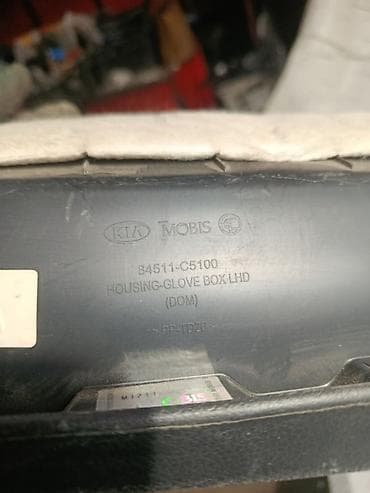 KIA MOBIS
84511-C5100
HOUSING-GLOVE BOX LHD
(DOM)